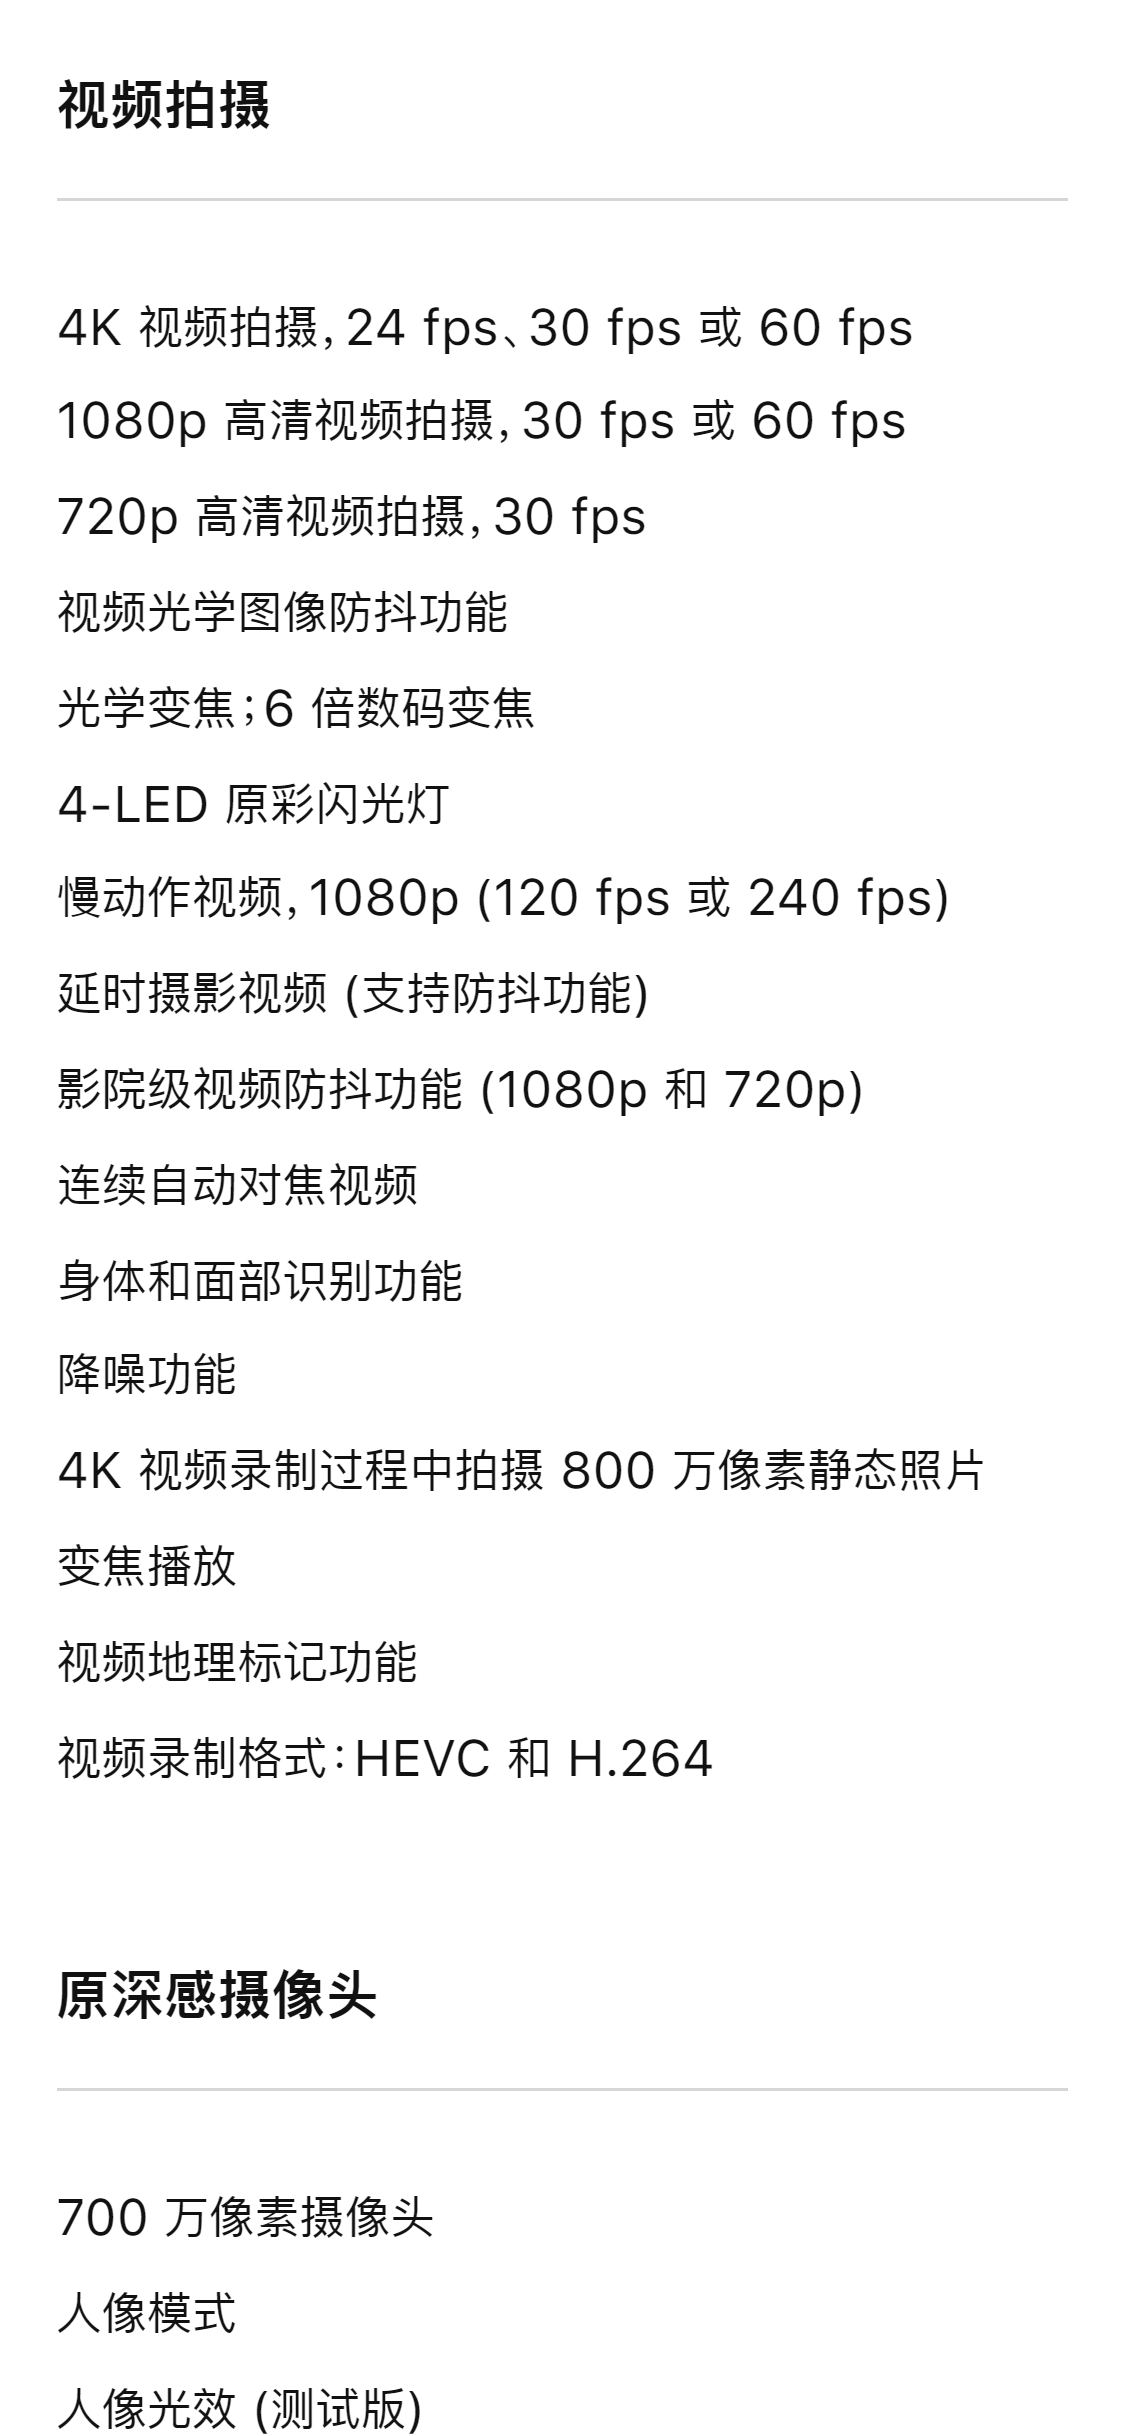 视频拍摄
4K 视频拍摄，24 fps、30 fps 或 60 fps
1080p 高清视频拍摄，30 fps 或 60 fps
720p 高清视频拍摄，30 fps
视频光学图像防抖功能
光学变焦；6 倍数码变焦
4-LED 原彩闪光灯
慢动作视频，1080p (120 fps 或 240 fps)
延时摄影视频 (支持防抖功能)
影院级视频防抖功能 (1080p 和 720p)
连续自动对焦视频
身体和面部识别功能
降噪功能
4K 视频录制过程中拍摄 800 万像素静态照片
变焦播放
视频地理标记功能
视频录制格式：HEVC 和 H.264
原深感摄像头
700 万像素摄像头
人像模式
人像光效 (测试版)